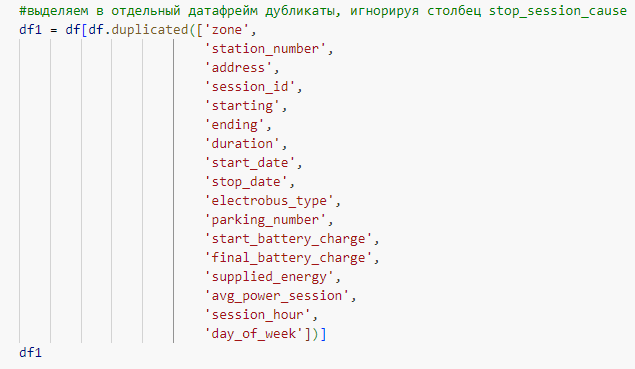 #выделяем в отдельный датафрейм дубликаты, игнорируя столбец stop_session_cause
df1 = df[df.duplicated(['zone',
'station_number',
'address',
'session_id',
'starting',
'ending',
'duration',
'start_date',
'stop_date',
'electrobus_type',
'parking_number',
'start_battery_charge',
'final_battery_charge',
'supplied_energy',
'avg_power_session',
'session_hour',
'day_of_week'])]
df1